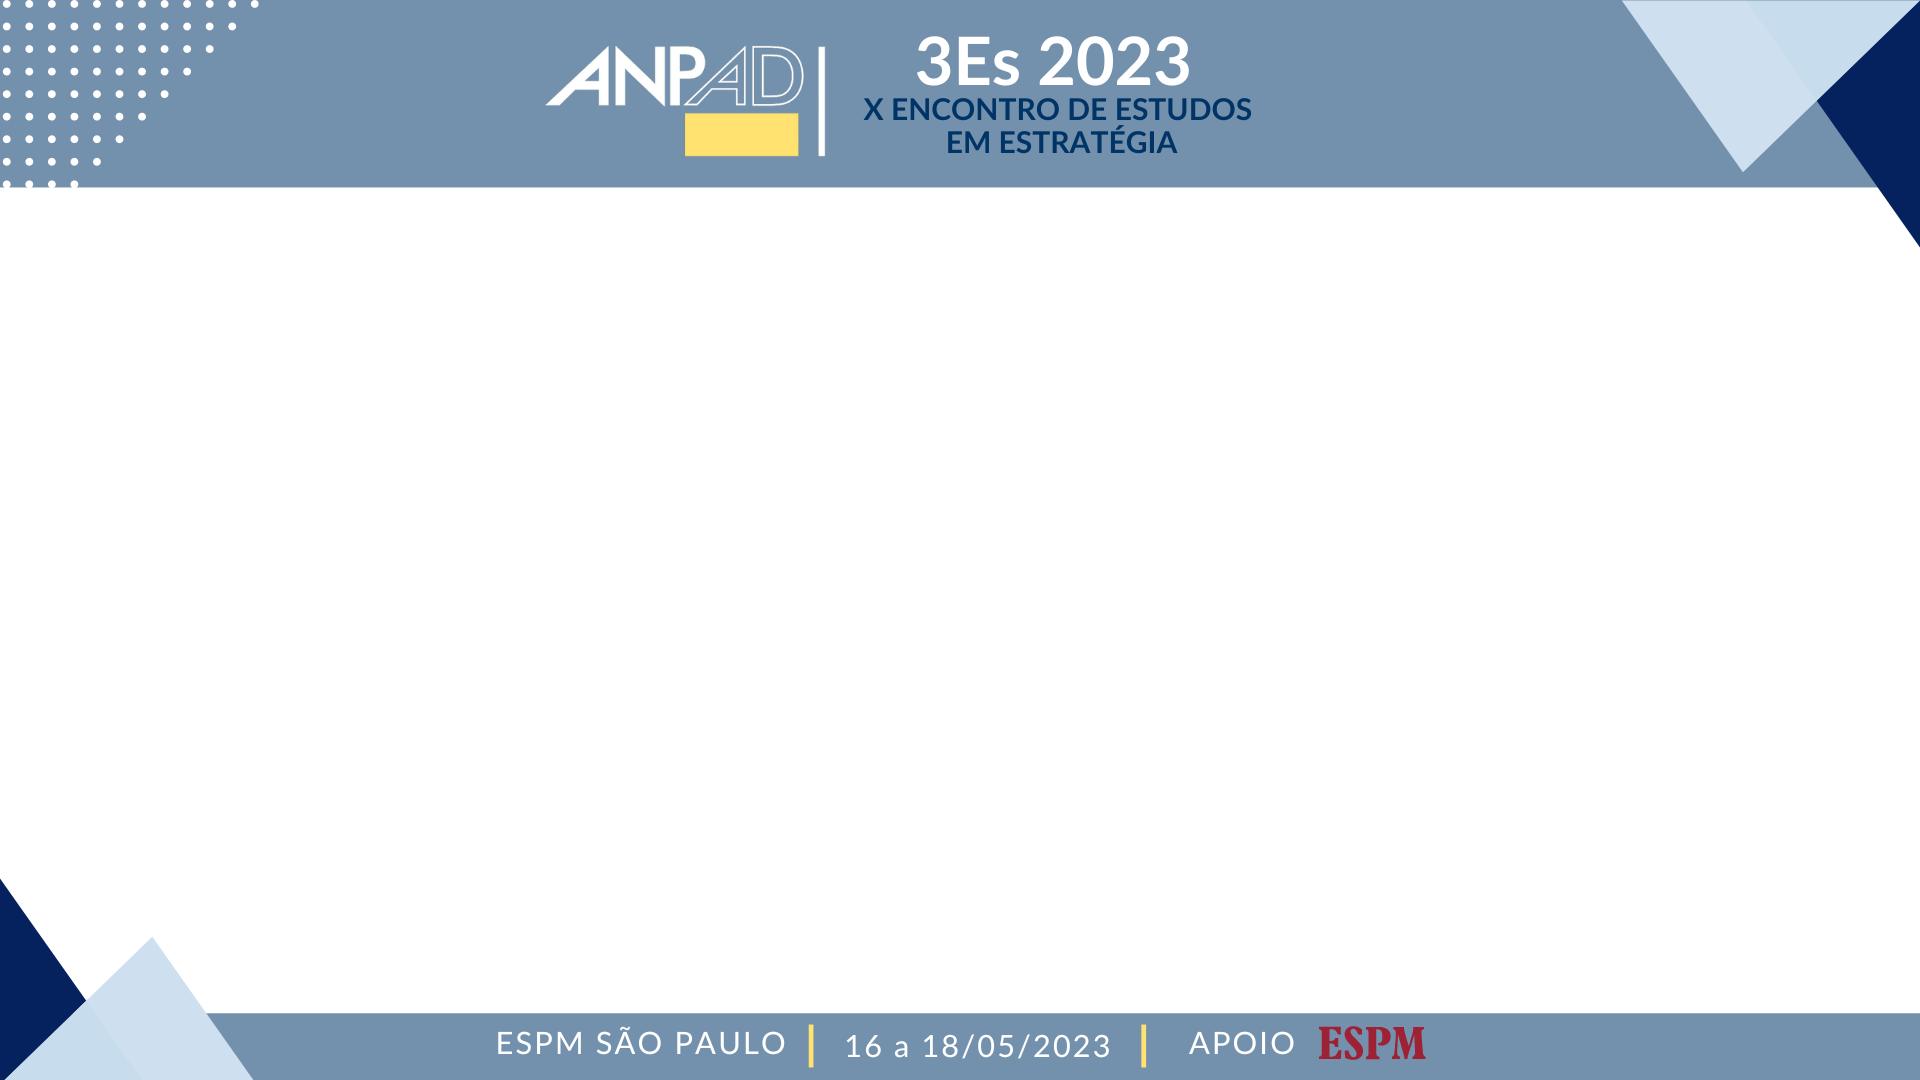 ANPAD
3Es 2023
X ENCONTRO DE ESTUDOS
EM ESTRATÉGIA
ESPM SÃO PAULO
16 a 18/05/2023
APOIO ESPM